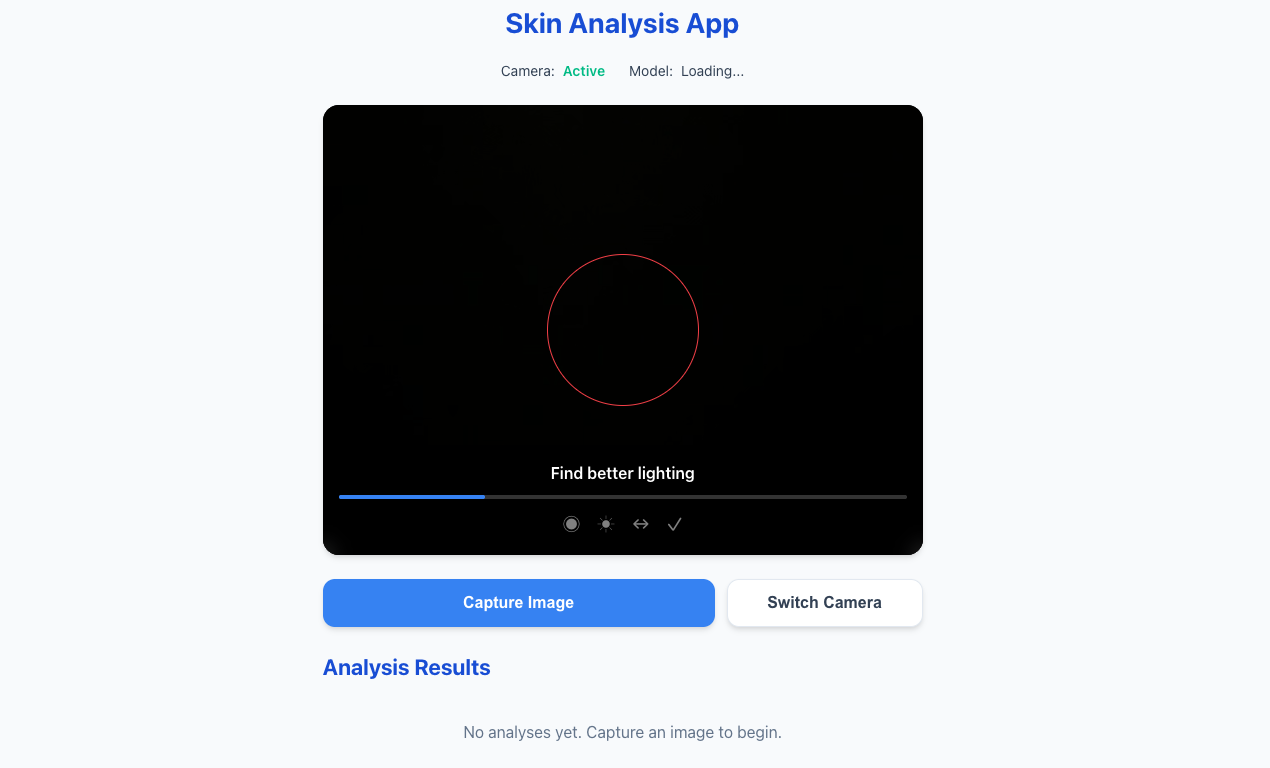 Skin Analysis App
Camera: Active Model: Loading...
Find better lighting
Capture Image Switch Camera
Analysis Results
No analyses yet. Capture an image to begin.